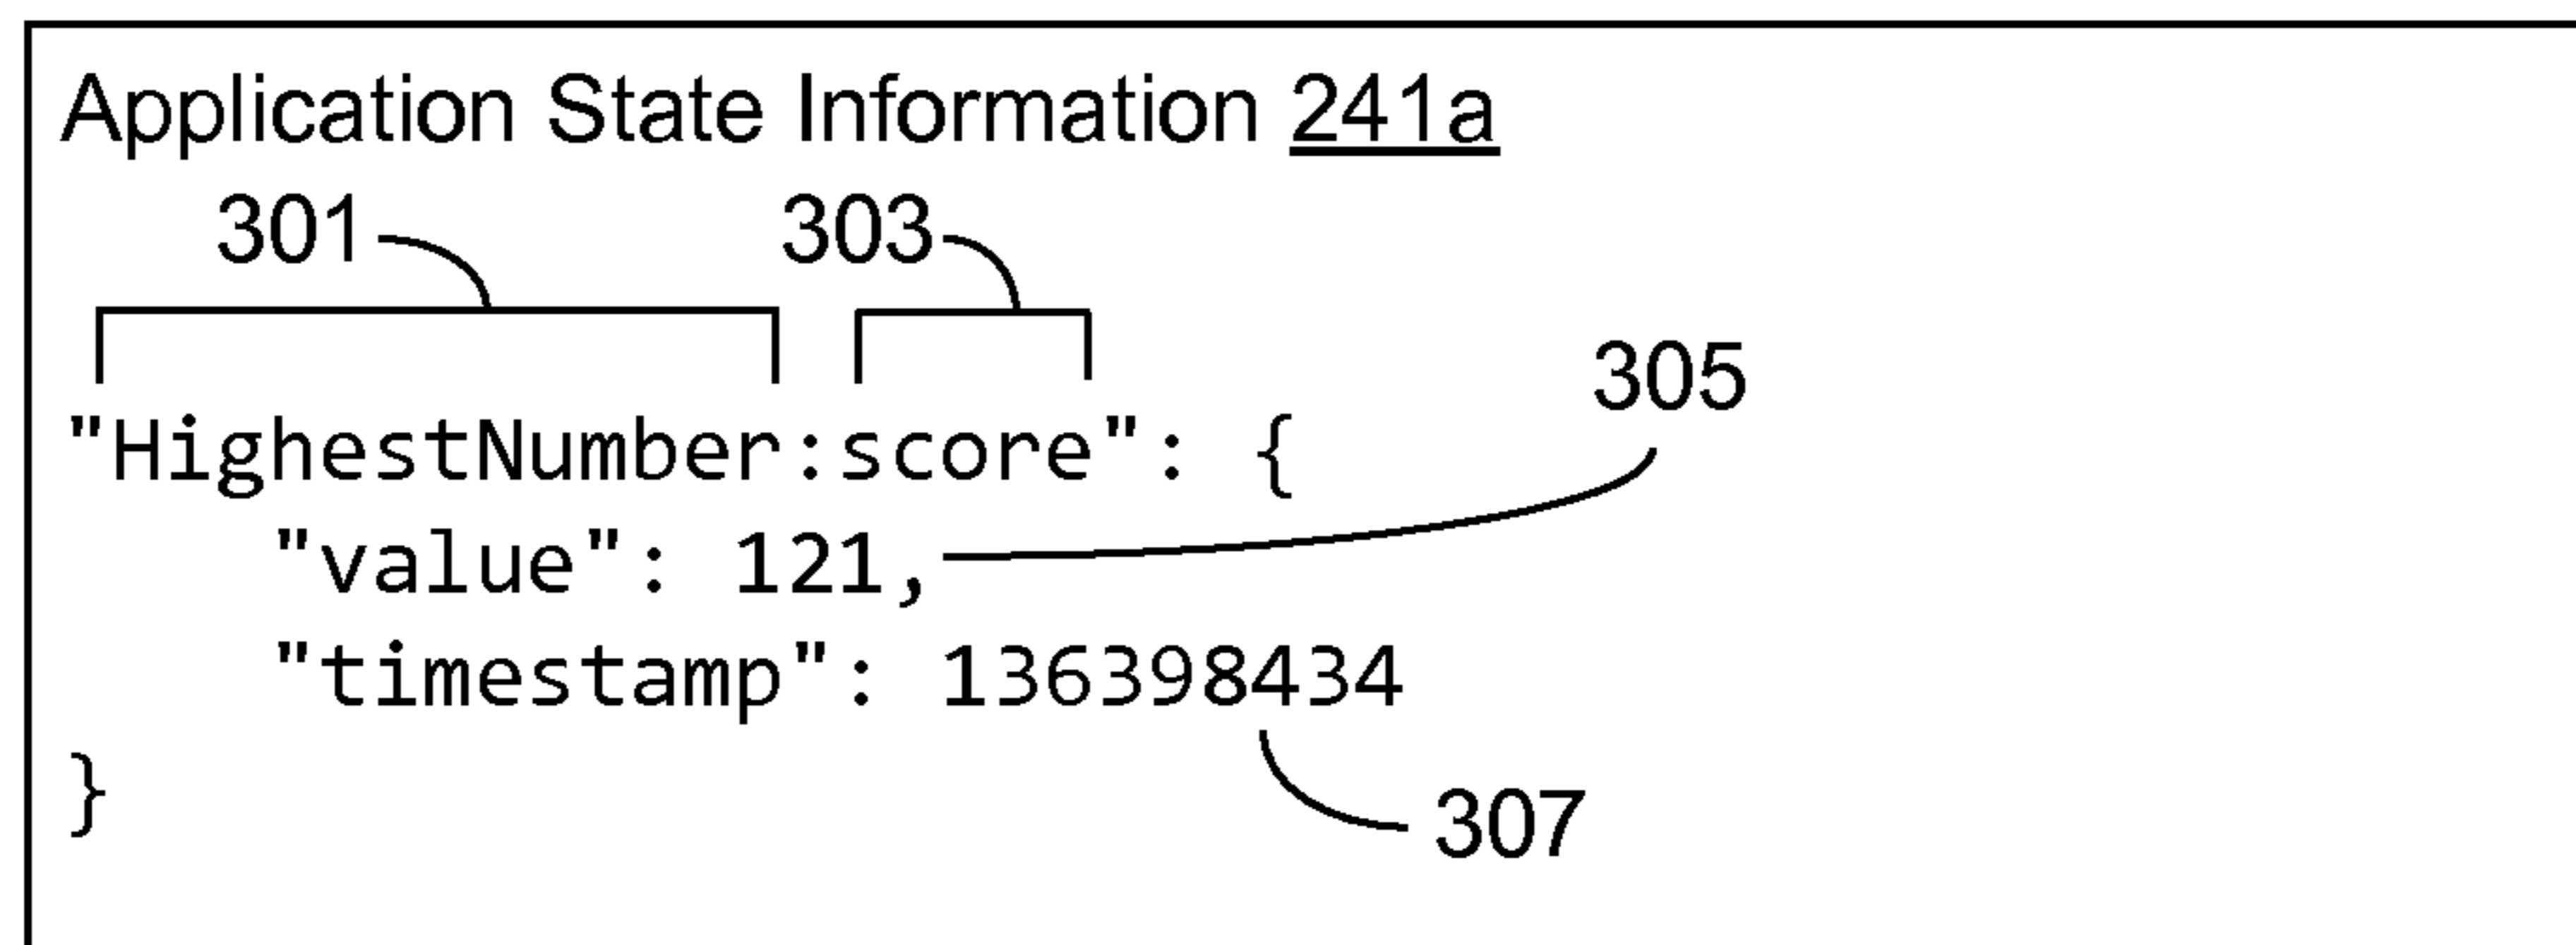 Application State Information 241a
301 303
305
"HighestNumber:score": {
"value": 121,
"timestamp": 136398434
}
307